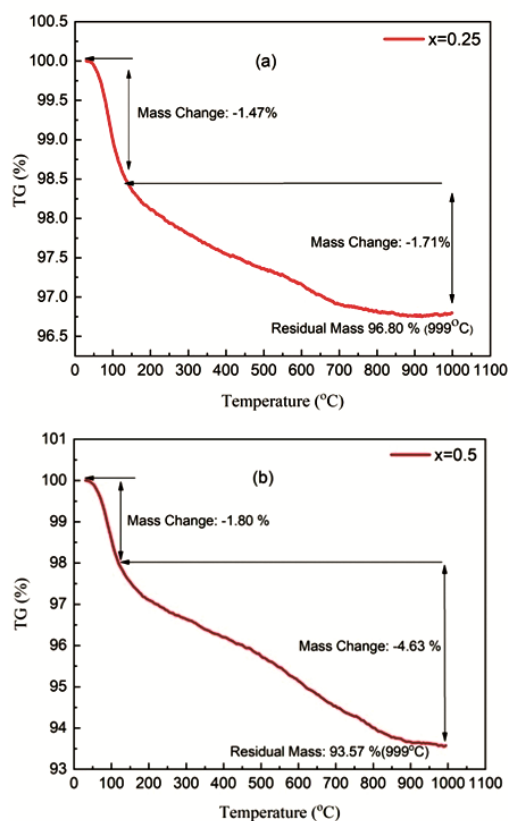 100.5
100.0
99.5
99.0
98.5
98.0
97.5
97.0
96.5
TG (%)
x=0.25
(a)
Mass Change: -1.47%
Mass Change: -1.71%
Residual Mass 96.80 % (999°C)
0 100 200 300 400 500 600 700 800 900 1000 1100
Temperature (°C)
101
100
99
98
97
96
95
94
93
TG (%)
x=0.5
(b)
Mass Change: -1.80 %
Mass Change: -4.63 %
Residual Mass: 93.57 %(999°C)
0 100 200 300 400 500 600 700 800 900 1000 1100
Temperature (°C)